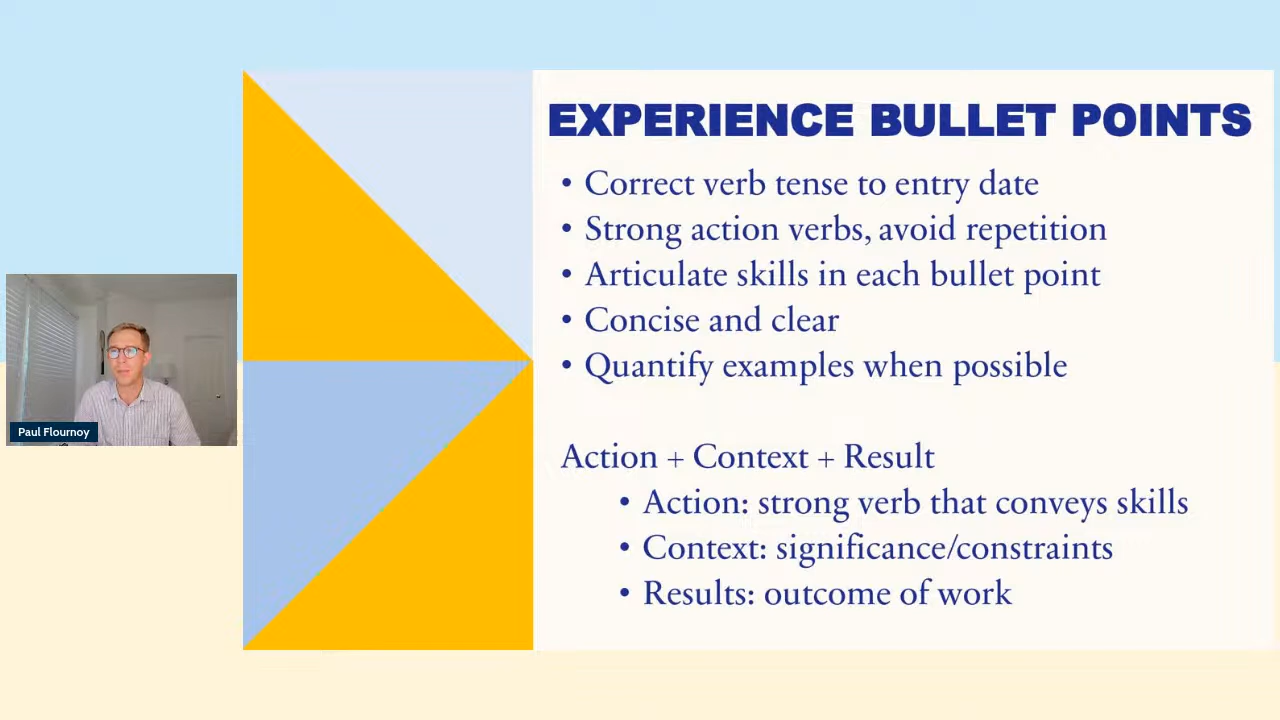 EXPERIENCE BULLET POINTS
• Correct verb tense to entry date
• Strong action verbs, avoid repetition
• Articulate skills in each bullet point
• Concise and clear
• Quantify examples when possible
Action + Context + Result
• Action: strong verb that conveys skills
• Context: significance/constraints
• Results: outcome of work
Paul Flournoy